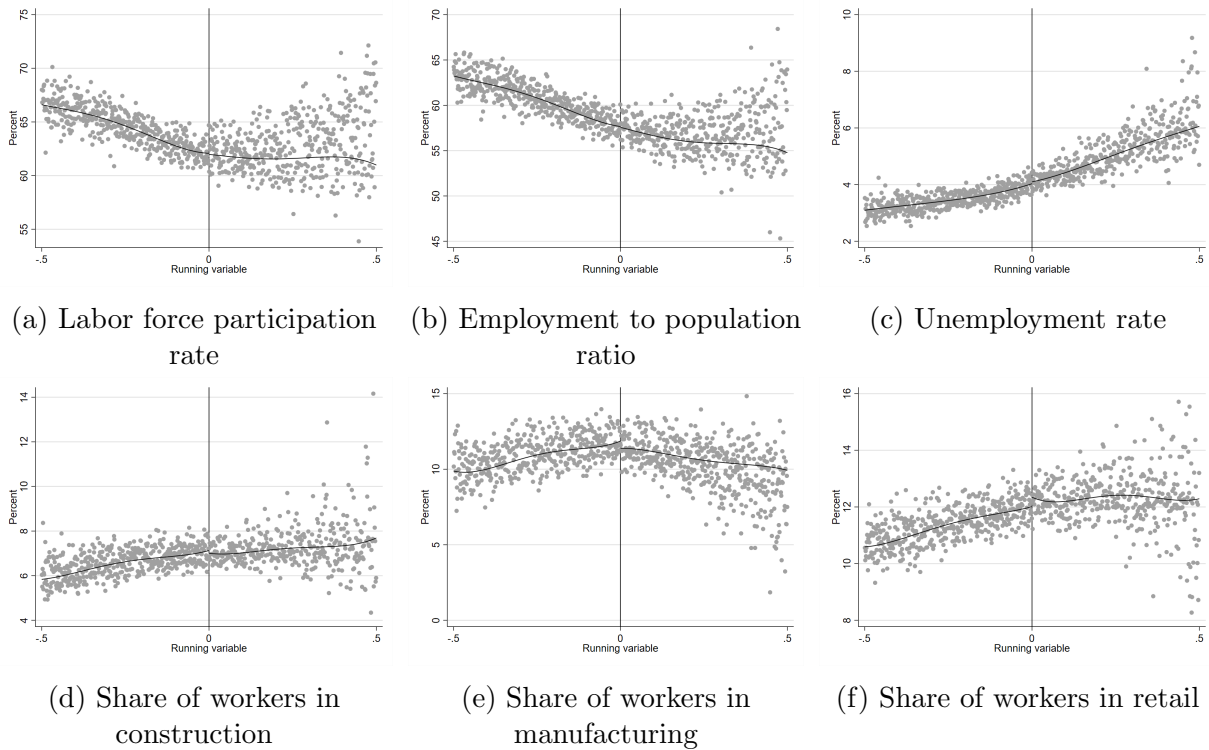 75
70
65
60
55
Percent
-.5
0
.5
Running variable
65
60
55
50
45
Percent
-.5
0
.5
Running variable
10
8
6
4
2
Percent
-.5
0
.5
Running variable
(a) Labor force participation
rate
(b) Employment to population
ratio
(c) Unemployment rate
14
12
10
8
6
4
Percent
-.5
0
.5
Running variable
15
10
5
0
Percent
-.5
0
.5
Running variable
16
14
12
10
8
Percent
-.5
0
.5
Running variable
(d) Share of workers in
construction
(e) Share of workers in
manufacturing
(f) Share of workers in retail